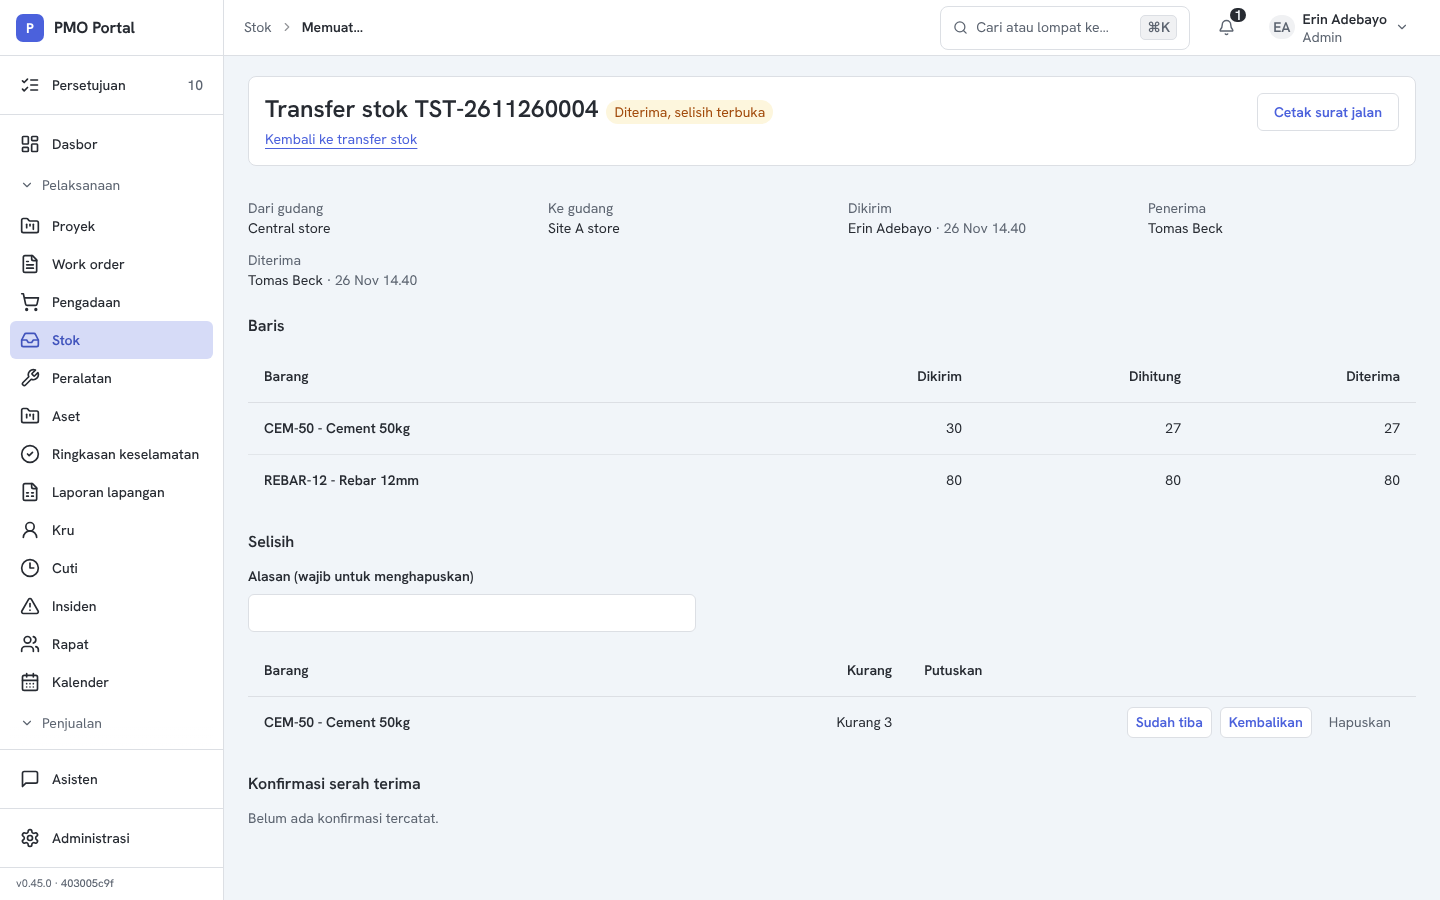 P PMO Portal
Stok > Memuat...
Cari atau lompat ke... ⌘K
1
EA Erin Adebayo
Admin
Persetujuan 10
Dasbor
Pelaksanaan
Proyek
Work order
Pengadaan
Stok
Peralatan
Aset
Ringkasan keselamatan
Laporan lapangan
Kru
Cuti
Insiden
Rapat
Kalender
Penjualan
Asisten
Administrasi
v0.45.0 · 403005c9f
Transfer stok TST-2611260004 Diterima, selisih terbuka
Kembali ke transfer stok
Cetak surat jalan
Dari gudang
Central store
Ke gudang
Site A store
Dikirim
Erin Adebayo · 26 Nov 14.40
Penerima
Tomas Beck
Diterima
Tomas Beck · 26 Nov 14.40
Baris
Barang Dikirim Dihitung Diterima
CEM-50 - Cement 50kg 30 27 27
REBAR-12 - Rebar 12mm 80 80 80
Selisih
Alasan (wajib untuk menghapuskan)
Barang Kurang Putuskan
CEM-50 - Cement 50kg Kurang 3 Sudah tiba Kembalikan Hapuskan
Konfirmasi serah terima
Belum ada konfirmasi tercatat.